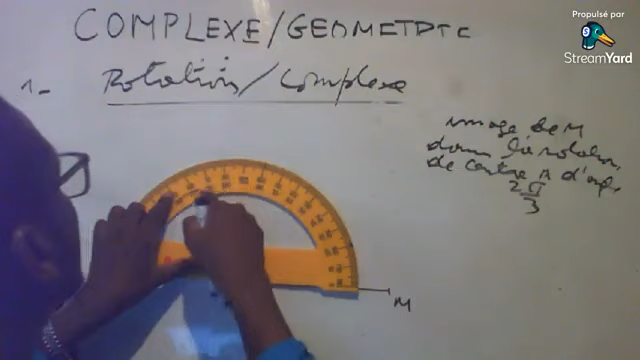 Propulsé par
StreamYard
COMPLEXE/GEOMETRIE
1- Rotation/Complexe
image de M
dans la rotation
de centre A d'angle
2π/3
M